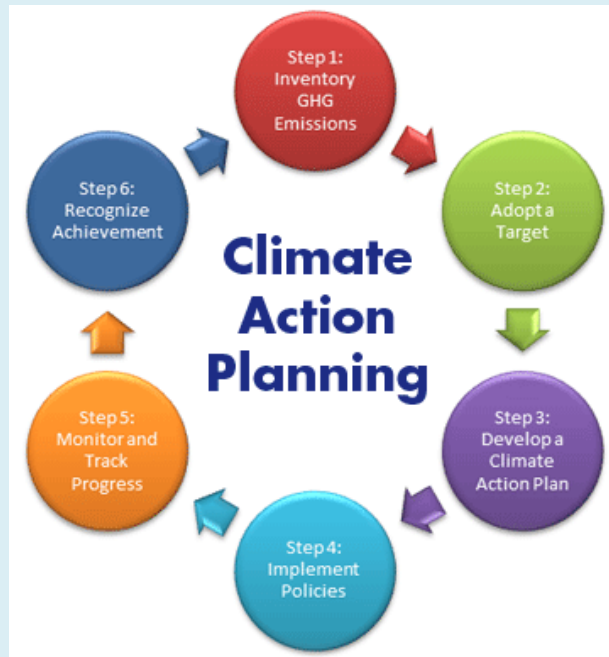 Step 1:
Inventory
GHG
Emissions
Step 2:
Adopt a
Target
Step 3:
Develop a
Climate
Action Plan
Step 4:
Implement
Policies
Step 5:
Monitor and
Track
Progress
Step 6:
Recognize
Achievement
Climate
Action
Planning